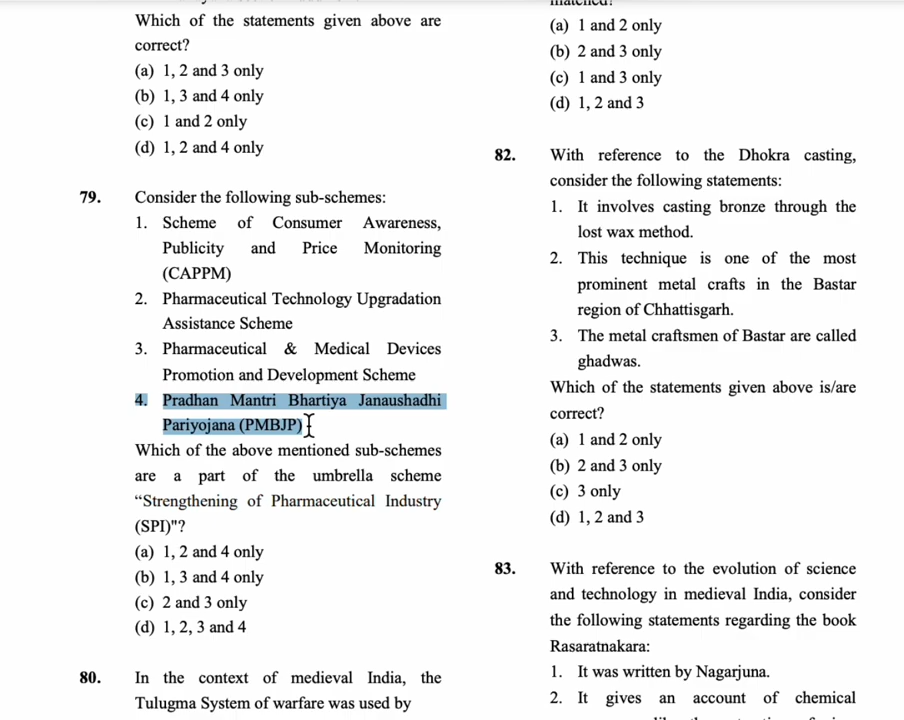 Which of the statements given above are
correct?
(a) 1, 2 and 3 only
(b) 1, 3 and 4 only
(c) 1 and 2 only
(d) 1, 2 and 4 only
79. Consider the following sub-schemes:
1. Scheme of Consumer Awareness,
Publicity and Price Monitoring
(CAPPM)
2. Pharmaceutical Technology Upgradation
Assistance Scheme
3. Pharmaceutical & Medical Devices
Promotion and Development Scheme
4. Pradhan Mantri Bhartiya Janaushadhi
Pariyojana (PMBJP)
Which of the above mentioned sub-schemes
are a part of the umbrella scheme
“Strengthening of Pharmaceutical Industry
(SPI)"?
(a) 1, 2 and 4 only
(b) 1, 3 and 4 only
(c) 2 and 3 only
(d) 1, 2, 3 and 4
80. In the context of medieval India, the
Tulugma System of warfare was used by
matched?
(a) 1 and 2 only
(b) 2 and 3 only
(c) 1 and 3 only
(d) 1, 2 and 3
82. With reference to the Dhokra casting,
consider the following statements:
1. It involves casting bronze through the
lost wax method.
2. This technique is one of the most
prominent metal crafts in the Bastar
region of Chhattisgarh.
3. The metal craftsmen of Bastar are called
ghadwas.
Which of the statements given above is/are
correct?
(a) 1 and 2 only
(b) 2 and 3 only
(c) 3 only
(d) 1, 2 and 3
83. With reference to the evolution of science
and technology in medieval India, consider
the following statements regarding the book
Rasaratnakara:
1. It was written by Nagarjuna.
2. It gives an account of chemical